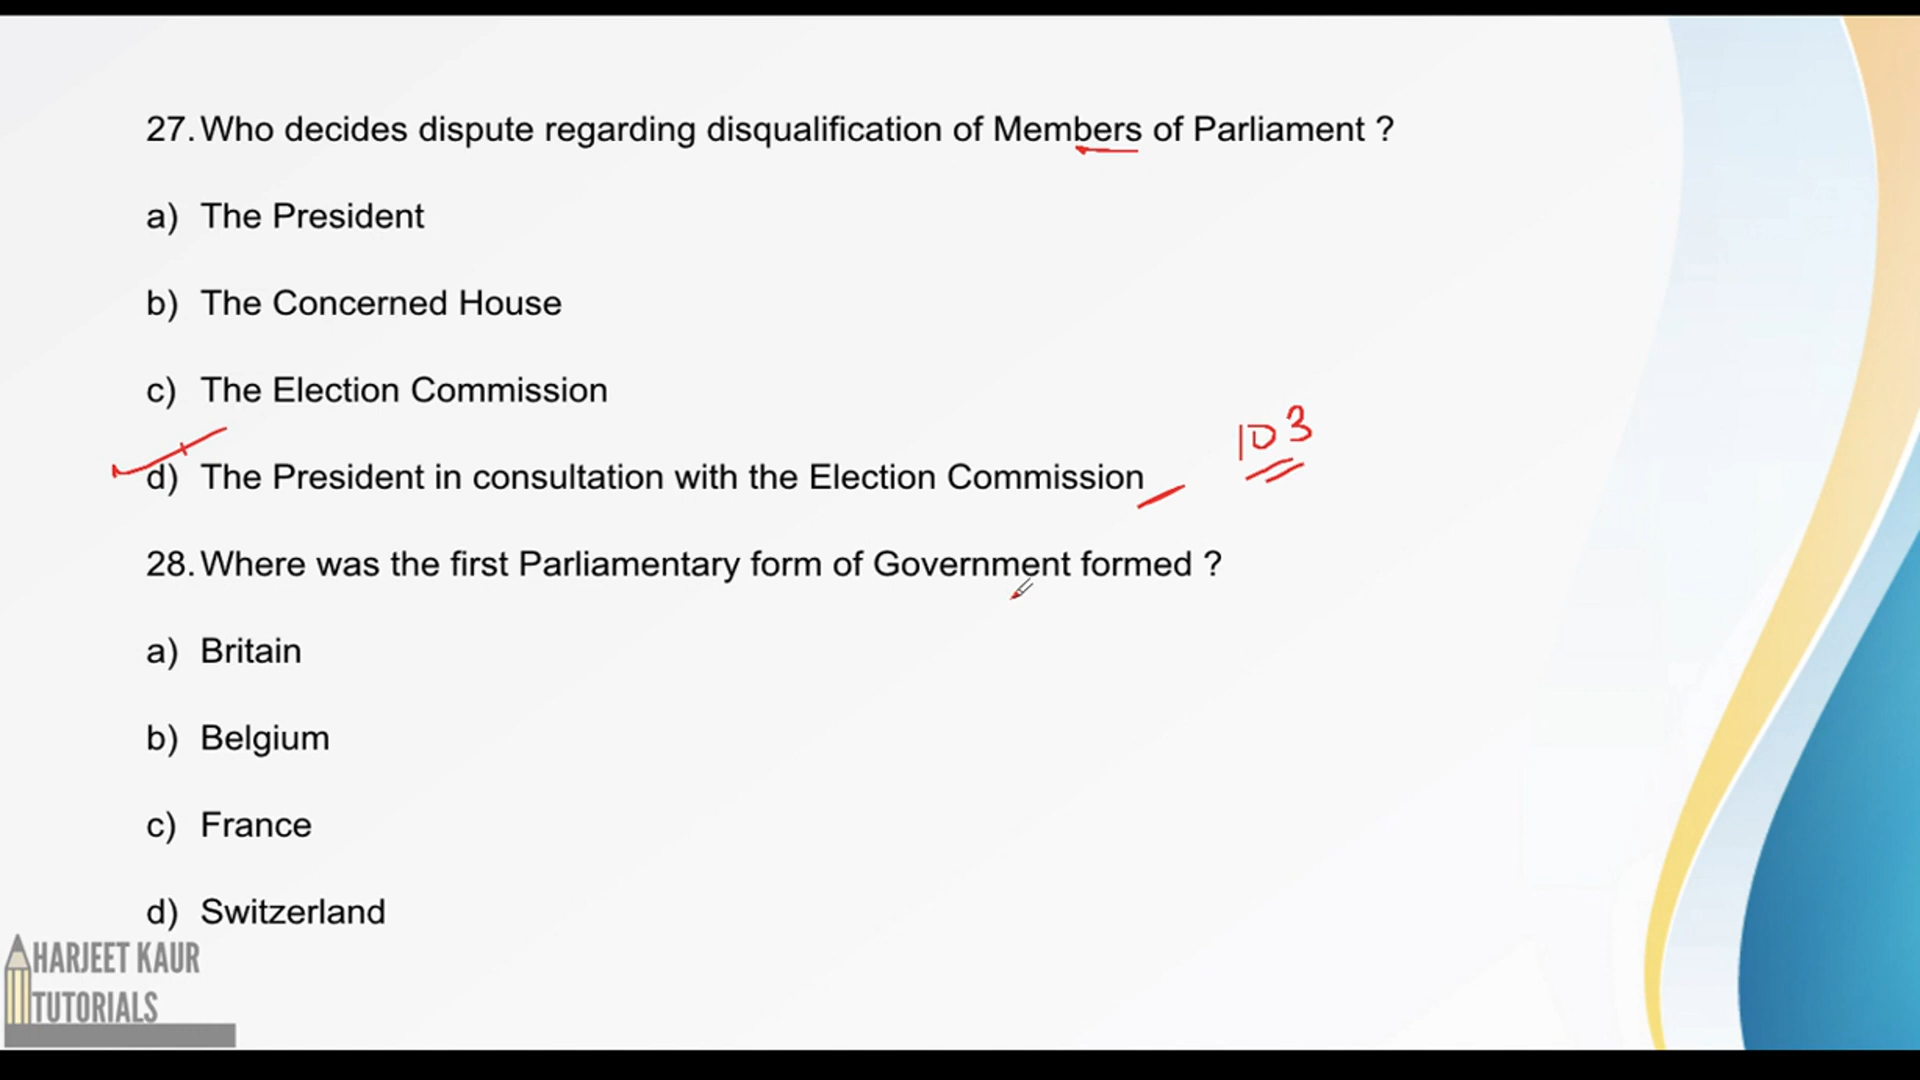 27. Who decides dispute regarding disqualification of Members of Parliament ?
a) The President
b) The Concerned House
c) The Election Commission
103
d) The President in consultation with the Election Commission
28. Where was the first Parliamentary form of Government formed ?
a) Britain
b) Belgium
c) France
d) Switzerland
HARJEET KAUR
TUTORIALS